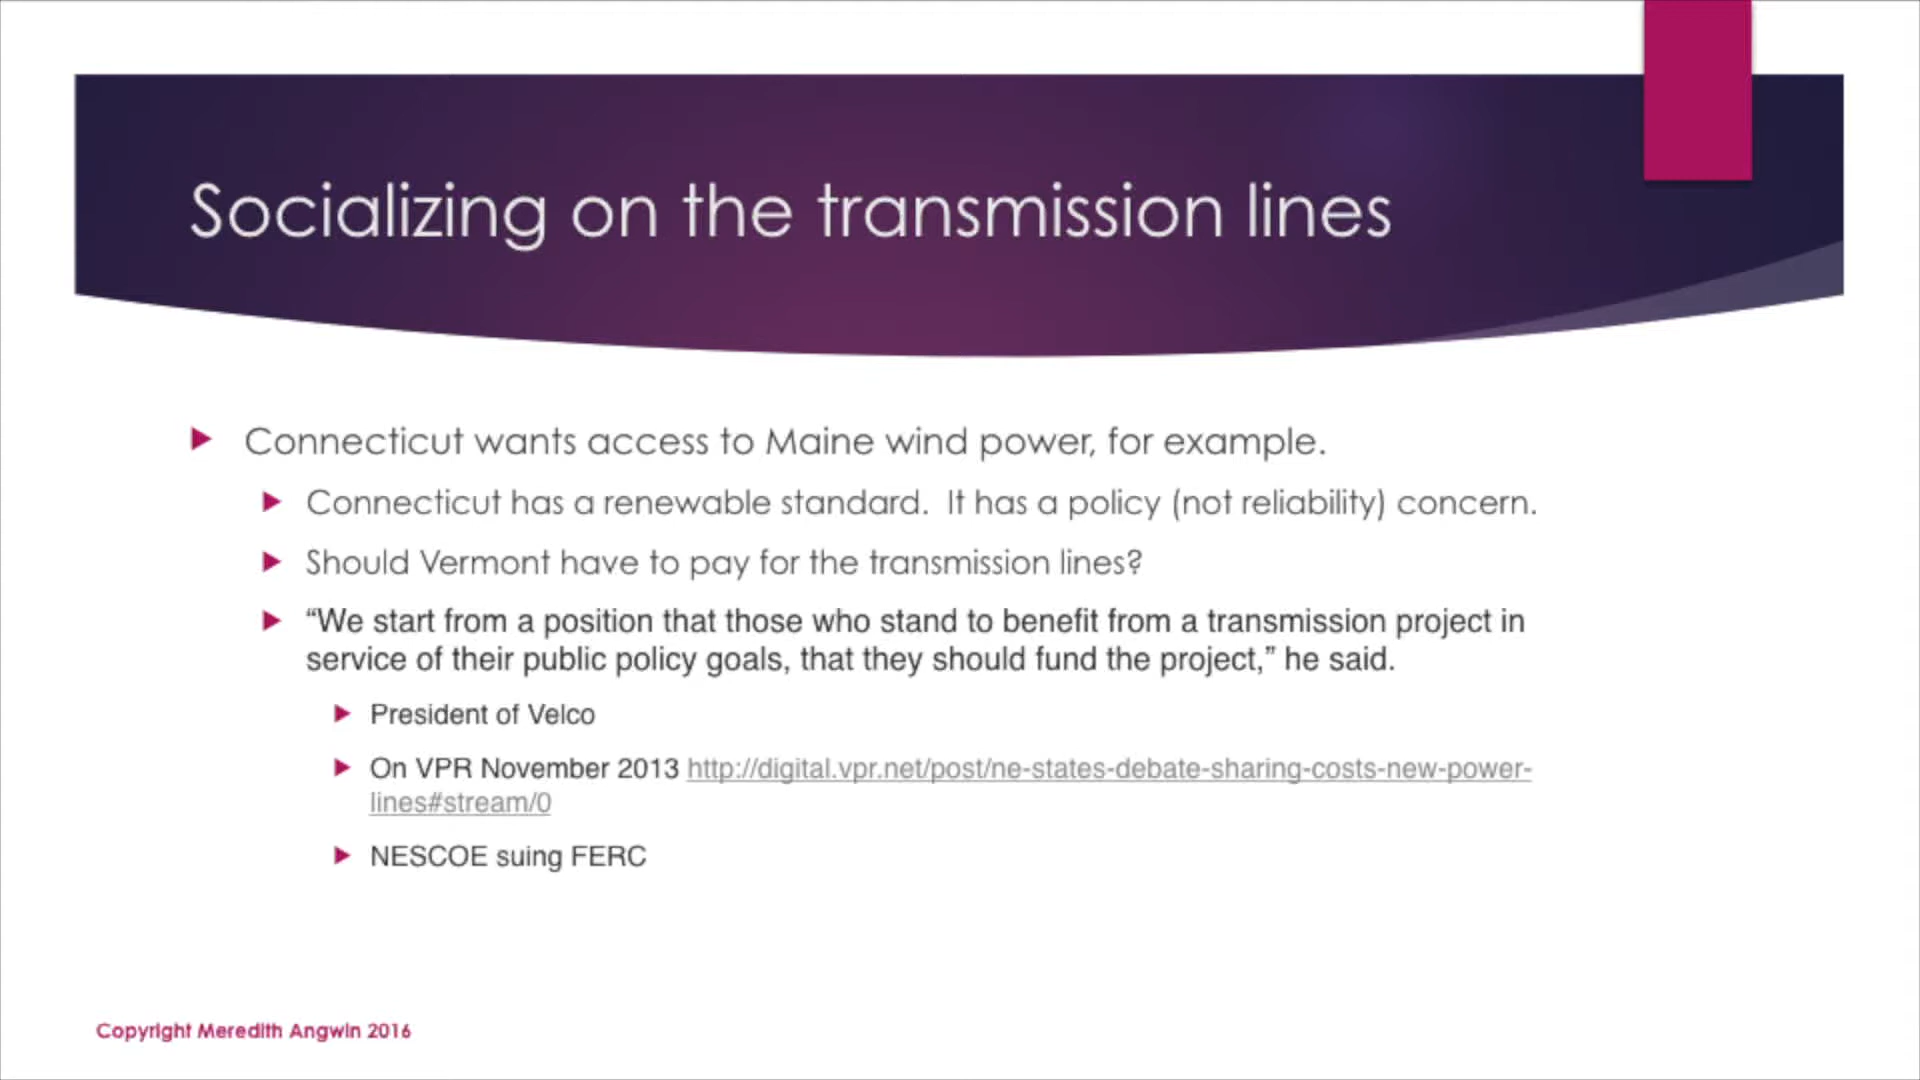 Socializing on the transmission lines
Connecticut wants access to Maine wind power, for example.
Connecticut has a renewable standard.  It has a policy (not reliability) concern.
Should Vermont have to pay for the transmission lines?
“We start from a position that those who stand to benefit from a transmission project in
service of their public policy goals, that they should fund the project,” he said.
President of Velco
On VPR November 2013 http://digital.vpr.net/post/ne-states-debate-sharing-costs-new-power-
lines#stream/0
NESCOE suing FERC
Copyright Meredith Angwin 2016